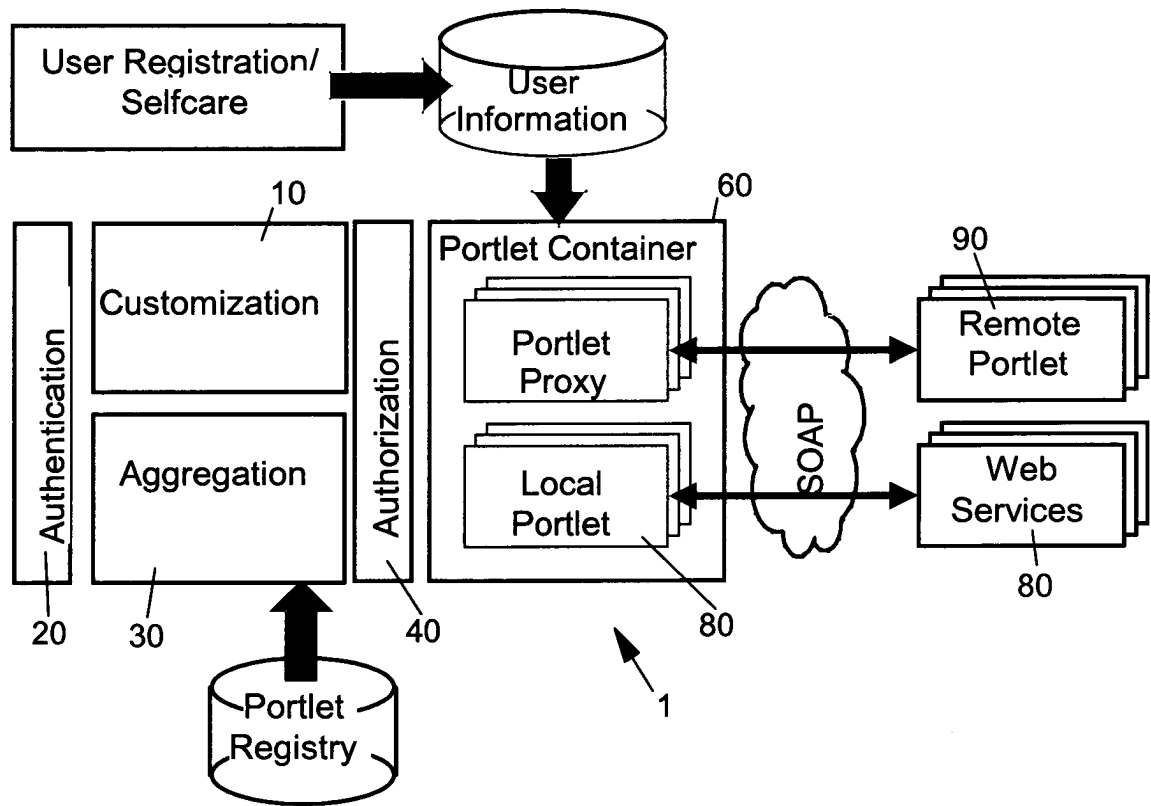 User Registration/
Selfcare
User
Information
10
60
Portlet Container
90
Authentication
Customization
Authorization
Portlet
Proxy
SOAP
Remote
Portlet
Aggregation
Local
Portlet
Web
Services
20
30
40
80
80
1
Portlet
Registry